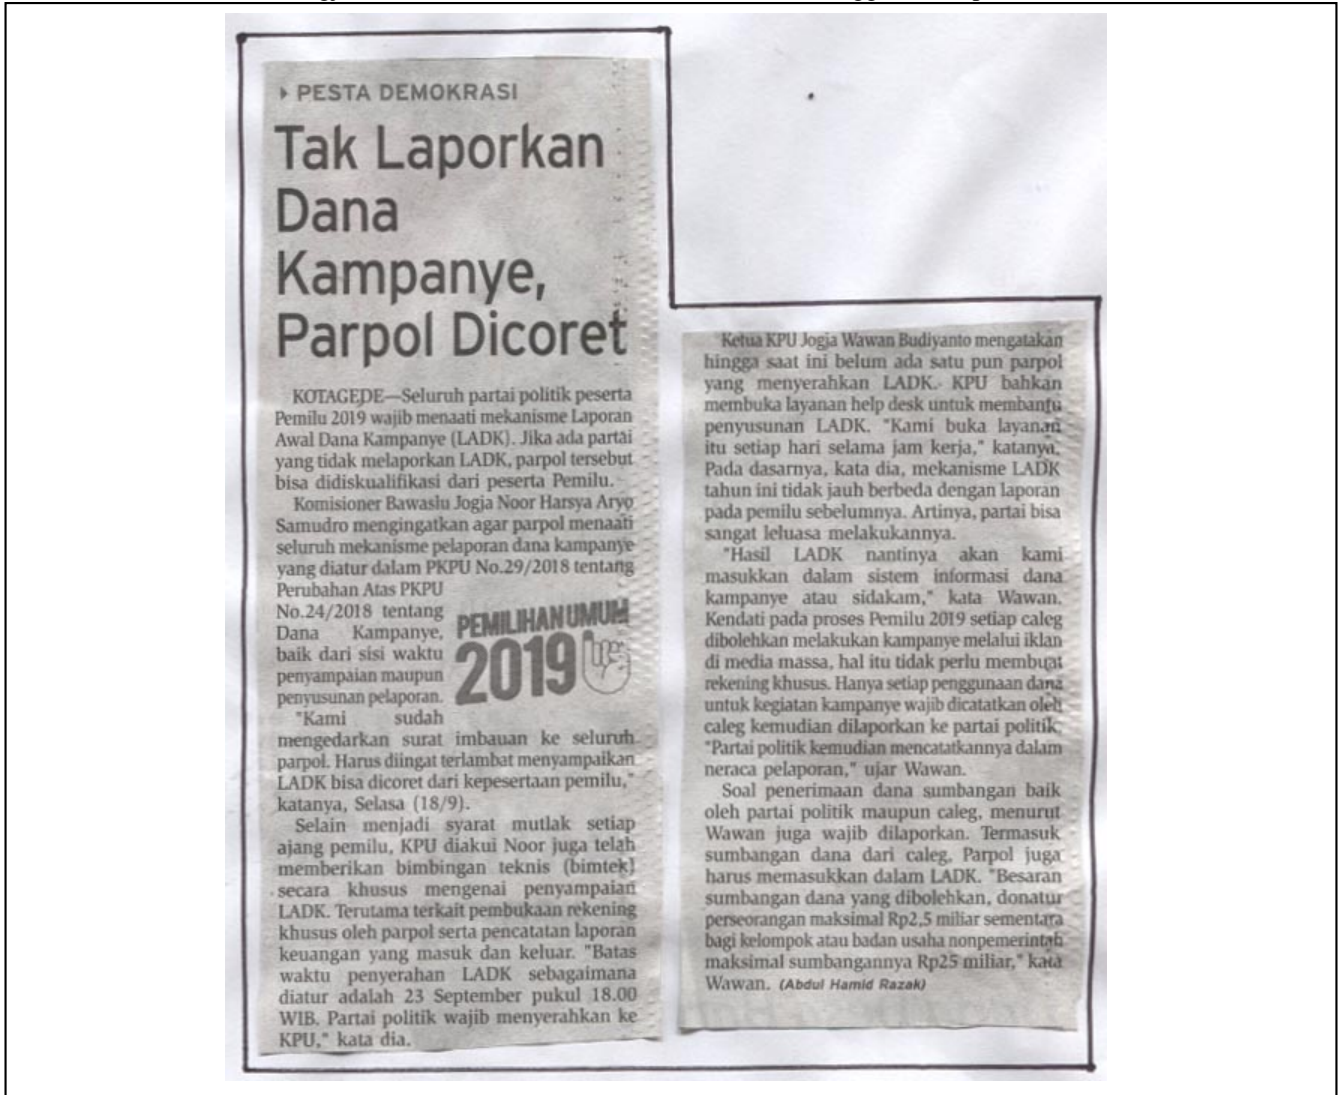 PESTA DEMOKRASI
Tak Laporkan
Dana
Kampanye,
Parpol Dicoret
KOTAGEDE—Seluruh partai politik peserta
Pemilu 2019 wajib menaati mekanisme Laporan
Awal Dana Kampanye (LADK). Jika ada partai
yang tidak melaporkan LADK, parpol tersebut
bisa didiskualifikasi dari peserta Pemilu.
Komisioner Bawaslu Jogja Noor Harsya Aryo
Samudro mengingatkan agar parpol menaati
seluruh mekanisme pelaporan dana kampanye
yang diatur dalam PKPU No.29/2018 tentang
Perubahan Atas PKPU
No.24/2018 tentang
Dana Kampanye,
baik dari sisi waktu
penyampaian maupun
penyusunan pelaporan.
PEMILIHAN UMUM
2019
"Kami sudah
mengedarkan surat imbauan ke seluruh
parpol. Harus diingat terlambat menyampaikan
LADK bisa dicoret dari kepesertaan pemilu,"
katanya, Selasa (18/9).
Selain menjadi syarat mutlak setiap
ajang pemilu, KPU diakui Noor juga telah
memberikan bimbingan teknis (bimtek)
secara khusus mengenai penyampaian
LADK. Terutama terkait pembukaan rekening
khusus oleh parpol serta pencatatan laporan
keuangan yang masuk dan keluar. "Batas
waktu penyerahan LADK sebagaimana
diatur adalah 23 September pukul 18.00
WIB. Partai politik wajib menyerahkan ke
KPU," kata dia.
Ketua KPU Jogja Wawan Budiyanto mengatakan
hingga saat ini belum ada satu pun parpol
yang menyerahkan LADK. KPU bahkan
membuka layanan help desk untuk membantu
penyusunan LADK. "Kami buka layanan
itu setiap hari selama jam kerja," katanya.
Pada dasarnya, kata dia, mekanisme LADK
tahun ini tidak jauh berbeda dengan laporan
pada pemilu sebelumnya. Artinya, partai bisa
sangat leluasa melakukannya.
"Hasil LADK nantinya akan kami
masukkan dalam sistem informasi dana
kampanye atau sidakam," kata Wawan.
Kendati pada proses Pemilu 2019 setiap caleg
dibolehkan melakukan kampanye melalui iklan
di media massa, hal itu tidak perlu membuat
rekening khusus. Hanya setiap penggunaan dana
untuk kegiatan kampanye wajib dicatatkan oleh
caleg kemudian dilaporkan ke partai politik.
"Partai politik kemudian mencatatkannya dalam
neraca pelaporan," ujar Wawan.
Soal penerimaan dana sumbangan baik
oleh partai politik maupun caleg, menurut
Wawan juga wajib dilaporkan. Termasuk
sumbangan dana dari caleg. Parpol juga
harus memasukkan dalam LADK. "Besaran
sumbangan dana yang dibolehkan, donatur
perseorangan maksimal Rp2,5 miliar sementara
bagi kelompok atau badan usaha nonpemerintah
maksimal sumbangannya Rp25 miliar," kata
Wawan. (Abdul Hamid Razak)